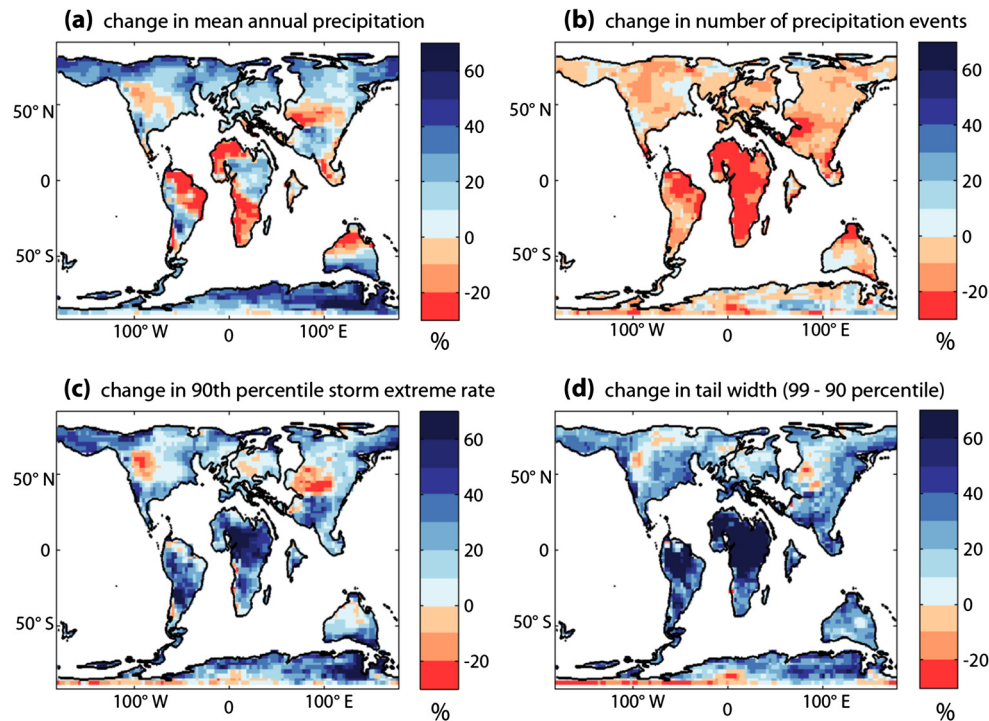 (a) change in mean annual precipitation
(b) change in number of precipitation events
60
50° N
40
20
0
0
50° S
-20
100° W
0
100° E
%
60
50° N
40
20
0
0
50° S
-20
100° W
0
100° E
%
(c) change in 90th percentile storm extreme rate
(d) change in tail width (99 - 90 percentile)
60
50° N
40
20
0
0
50° S
-20
100° W
0
100° E
%
60
50° N
40
20
0
0
50° S
-20
100° W
0
100° E
%